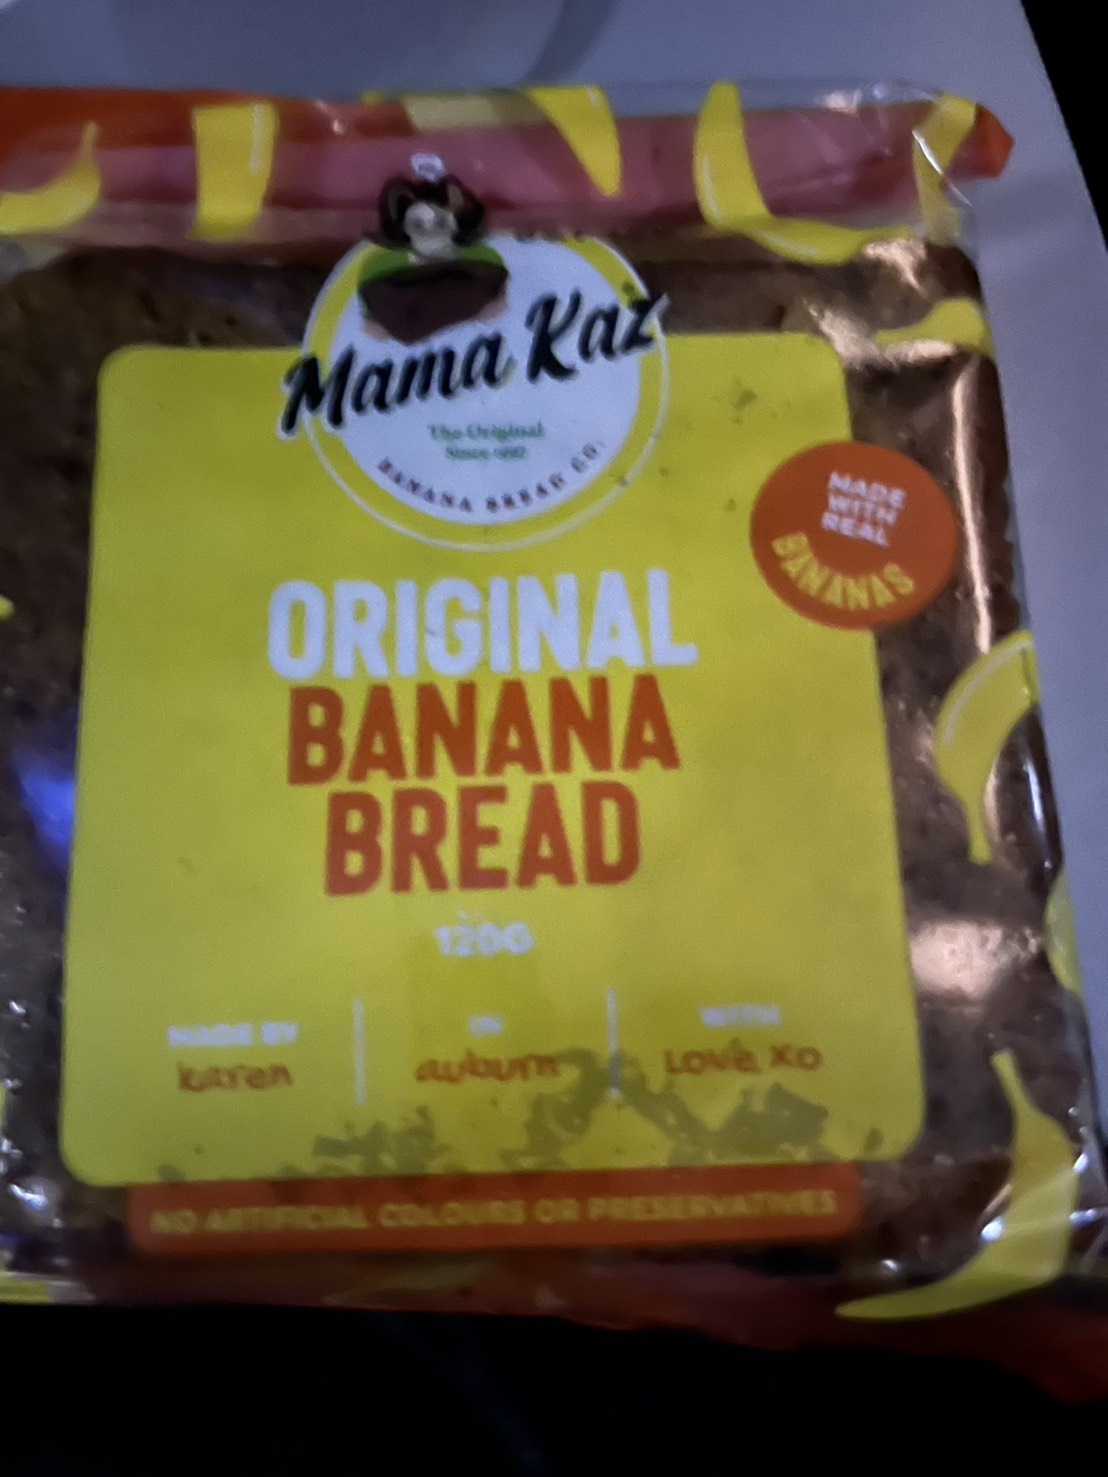 Mama Kaz
The Original
Since
BANANA BREAD CO.
MADE
WITH
REAL
BANANAS
ORIGINAL
BANANA
BREAD
120G
MADE BY
karen
IN
auburn
WITH
Love XO
NO ARTIFICIAL COLOURS OR PRESERVATIVES